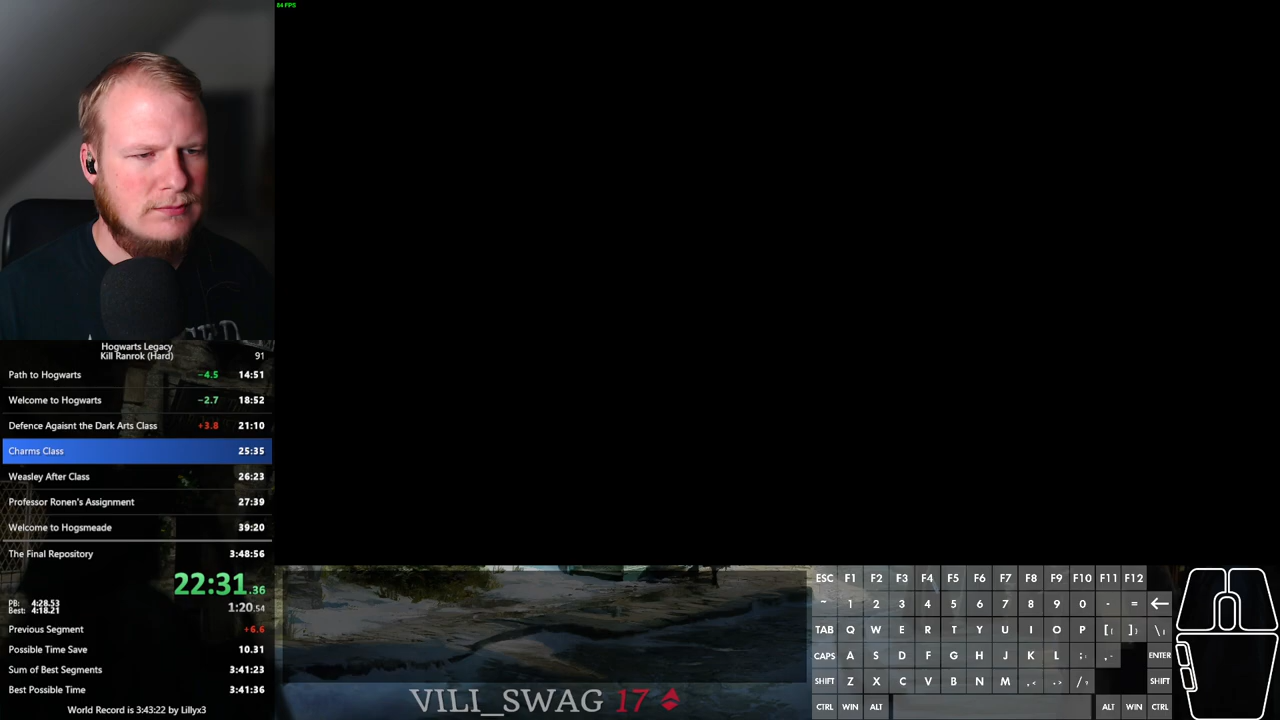 64 FPS
Hogwarts Legacy
Kill Ranrok (Hard) 91
Path to Hogwarts -4.5 14:51
Welcome to Hogwarts -2.7 18:52
Defence Agaisnt the Dark Arts Class +3.8 21:10
Charms Class 25:35
Weasley After Class 26:23
Professor Ronen's Assignment 27:39
Welcome to Hogsmeade 39:20
The Final Repository 3:48:56
22:31.36
PB: 4:28.53
Best: 4:18.21
1:20.54
Previous Segment +6.6
Possible Time Save 10.31
Sum of Best Segments 3:41:23
Best Possible Time 3:41:36
World Record is 3:43:22 by Lillyx3
VILI_SWAG 17
ESC F1 F2 F3 F4 F5 F6 F7 F8 F9 F10 F11 F12
~ 1 2 3 4 5 6 7 8 9 0 - =
TAB Q W E R T Y U I O P [{ ]} \|
CAPS A S D F G H J K L ;: ,. ENTER
SHIFT Z X C V B N M ,< .> /? SHIFT
CTRL WIN ALT ALT WIN CTRL